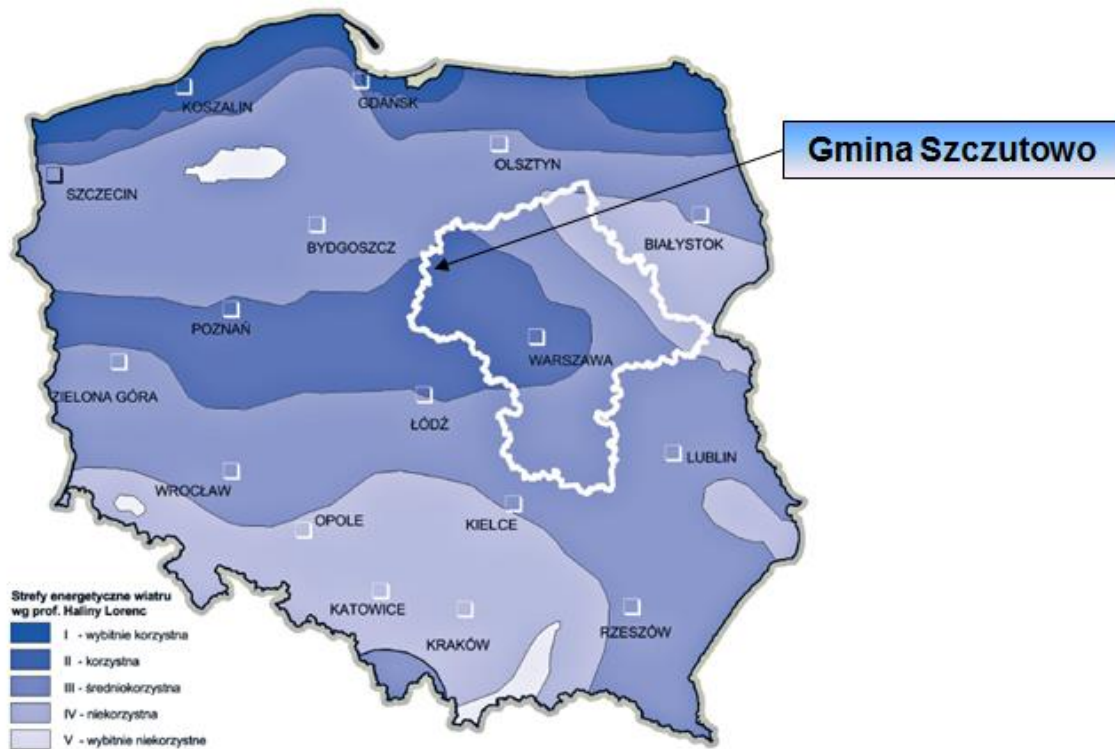 KOSZALIN
GDAŃSK
Gmina Szczutowo
OLSZTYN
SZCZECIN
BYDGOSZCZ
BIAŁYSTOK
POZNAŃ
WARSZAWA
ZIELONA GÓRA
ŁÓDŹ
LUBLIN
WROCŁAW
OPOLE
KIELCE
KATOWICE
KRAKÓW
RZESZÓW
Strefy energetyczne wiatru
wg prof. Haliny Lorenc
I - wybitnie korzystna
II - korzystna
III - średniokorzystna
IV - niekorzystna
V - wybitnie niekorzystne